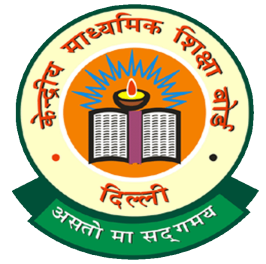 केन्द्रीय माध्यमिक शिक्षा बोर्ड
दिल्ली
असतो मा सद्गमय